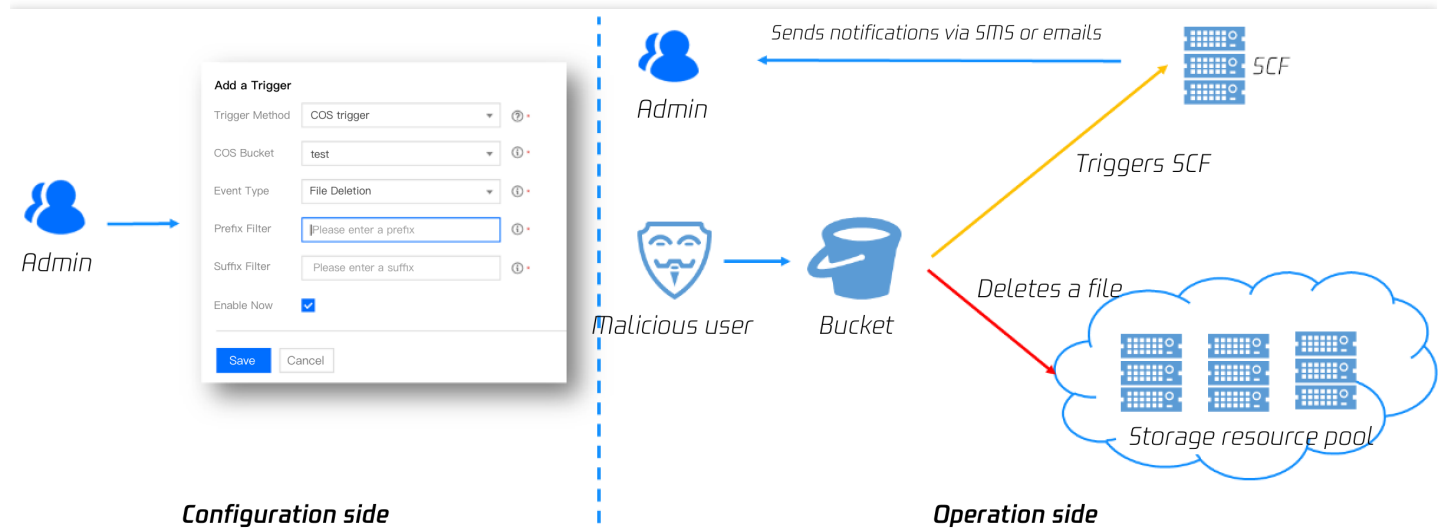 Add a Trigger
Trigger Method COS trigger
COS Bucket test
Event Type File Deletion
Prefix Filter Please enter a prefix
Suffix Filter Please enter a suffix
Enable Now
Save Cancel
Admin
Configuration side
Sends notifications via SMS or emails
Admin
SCF
Triggers SCF
Malicious user
Bucket
Deletes a file
Storage resource pool
Operation side